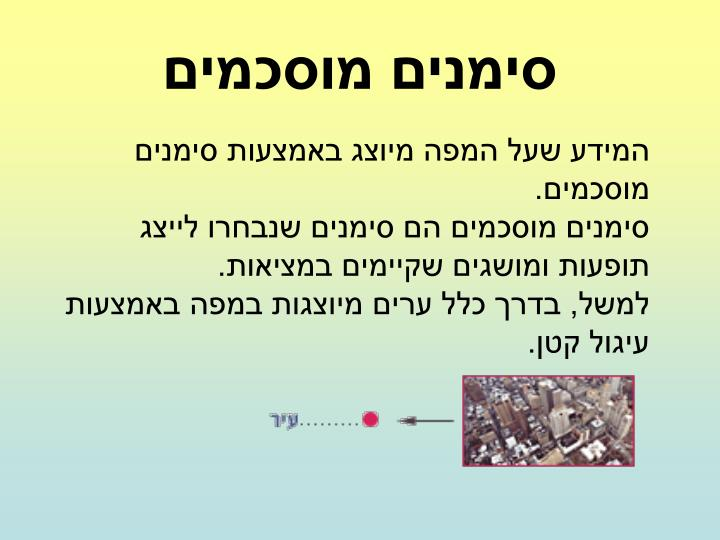 סימנים מוסכמים
המידע שעל המפה מיוצג באמצעות סימנים
מוסכמים.
סימנים מוסכמים הם סימנים שנבחרו לייצג
תופעות ומושגים שקיימים במציאות.
למשל, בדרך כלל ערים מיוצגות במפה באמצעות
עיגול קטן.
.........עיר